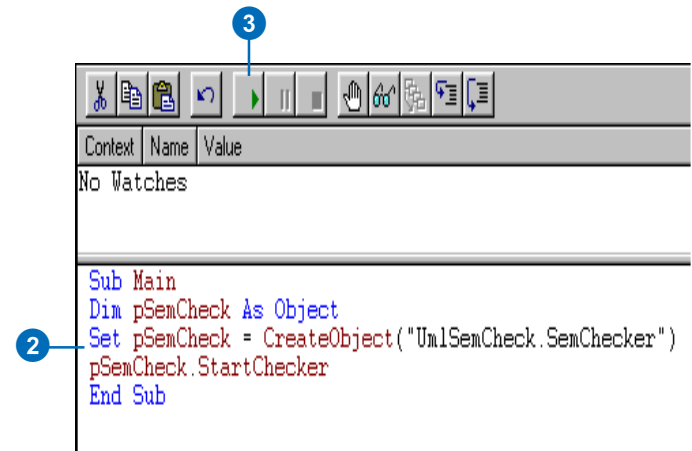 3
Context Name Value
No Watches
Sub Main
Dim pSemCheck As Object
2 Set pSemCheck = CreateObject("UmlSemCheck.SemChecker")
pSemCheck.StartChecker
End Sub